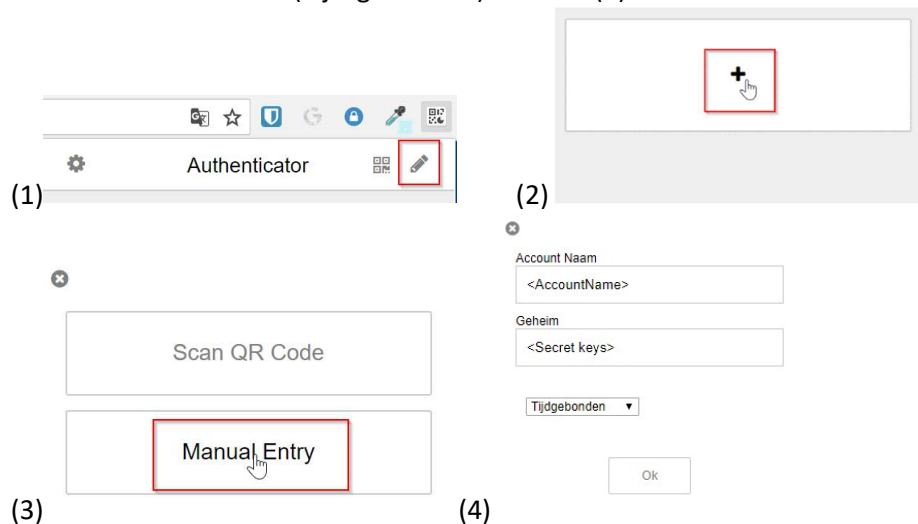 Authenticator
(1)
(2)
Scan QR Code
Manual Entry
(3)
Account Naam
<AccountName>
Geheim
<Secret keys>
Tijdgebonden
Ok
(4)